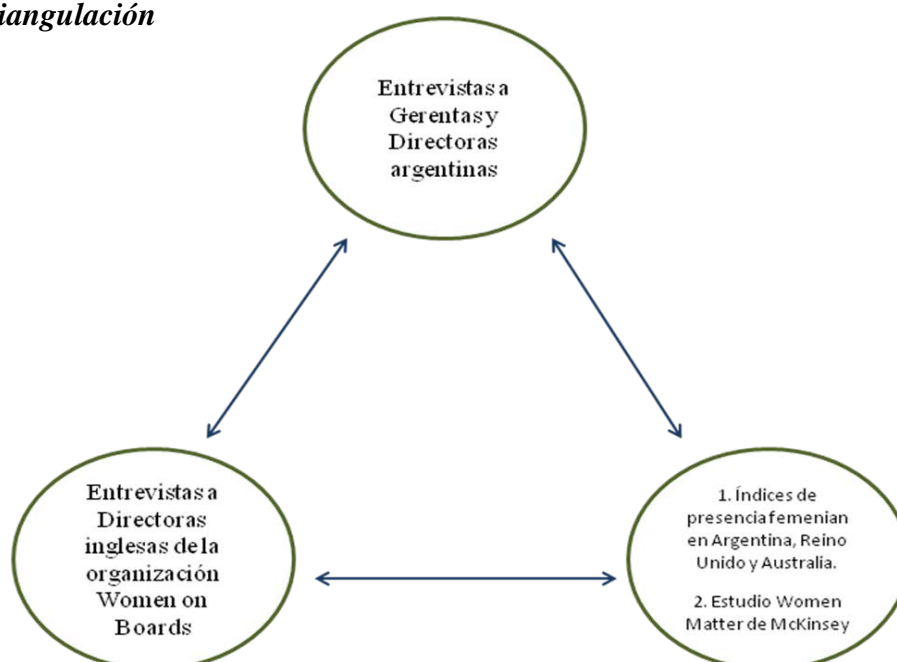 iangulación
Entrevistas a
Gerentas y
Directoras
argentinas
Entrevistas a
Directoras
inglesas de la
organización
Women on
Boards
1. Índices de
presencia femenian
en Argentina, Reino
Unido y Australia.
2. Estudio Women
Matter de McKinsey